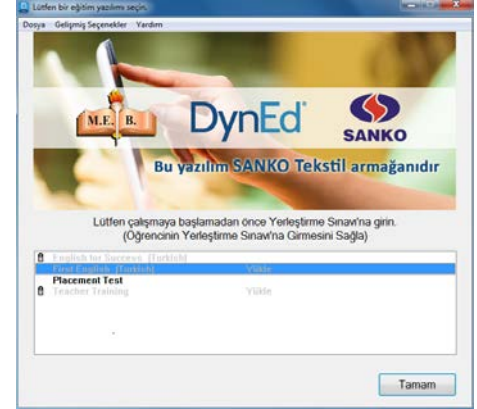 Lütfen bir eğitim yazılımı seçin.
Dosya Gelişmiş Seçenekler Yardım
M.E. B.
DynEd
SANKO
Bu yazılım SANKO Tekstil armağanıdır
Lütfen çalışmaya başlamadan önce Yerleştirme Sınavı'na girin.
(Öğrencinin Yerleştirme Sınavı'na Girmesini Sağla)
English for Success (Turkish)
First English (Turkish) Yükle
Placement Test
Teacher Training Yükle
Tamam